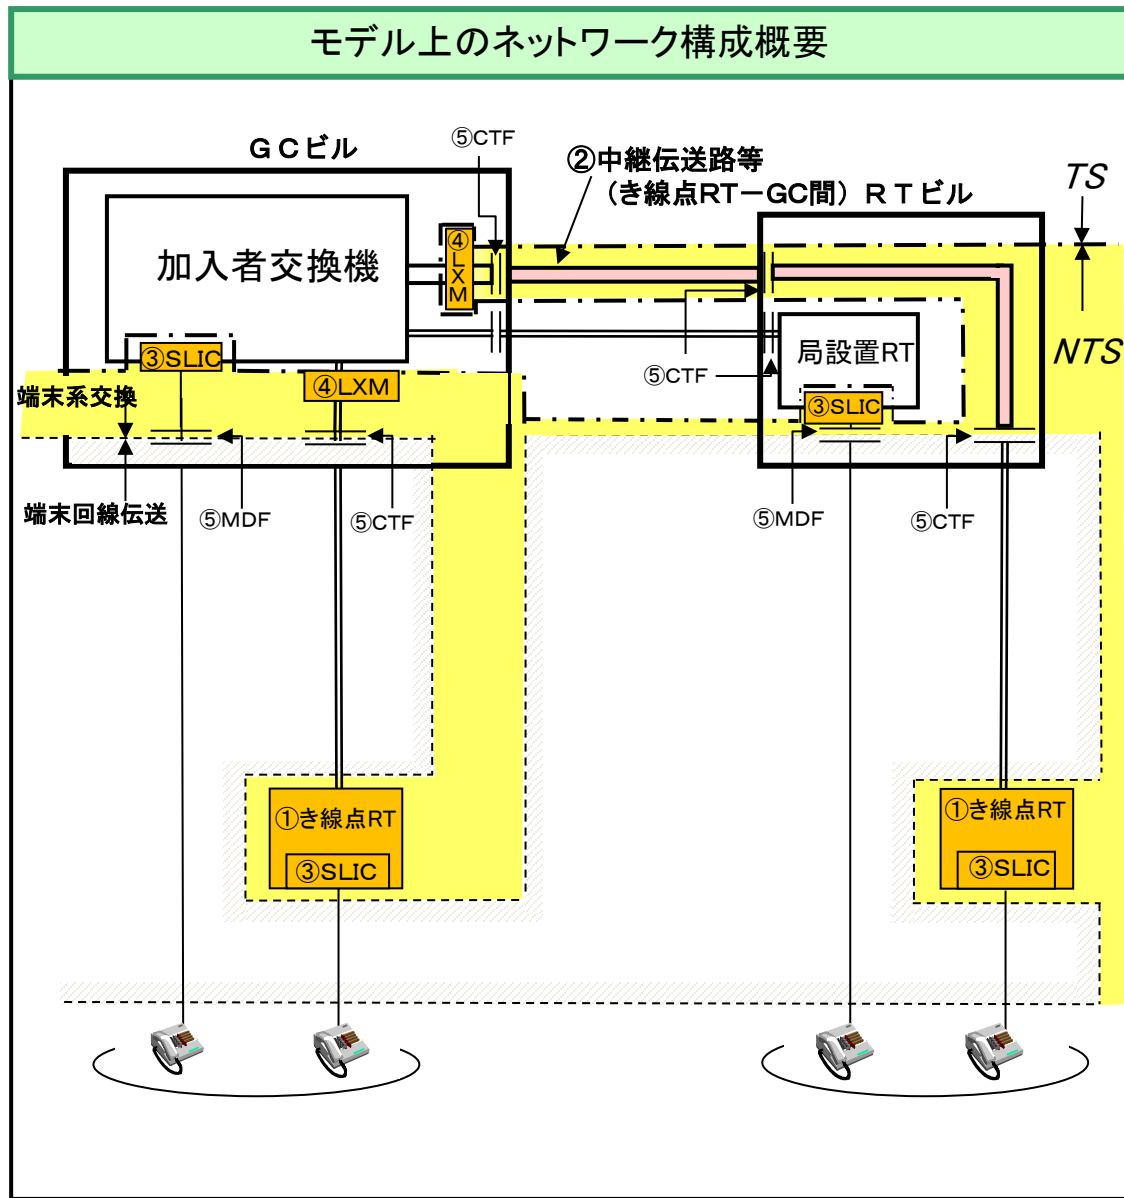 モデル上のネットワーク構成概要
GCビル
⑤CTF
②中継伝送路等
（き線点RT－GC間）
RTビル
TS
NTS
加入者交換機
④LXM
局設置RT
⑤CTF
③SLIC
④LXM
③SLIC
端末系交換
端末回線伝送
⑤MDF
⑤CTF
⑤MDF
⑤CTF
①き線点RT
③SLIC
①き線点RT
③SLIC